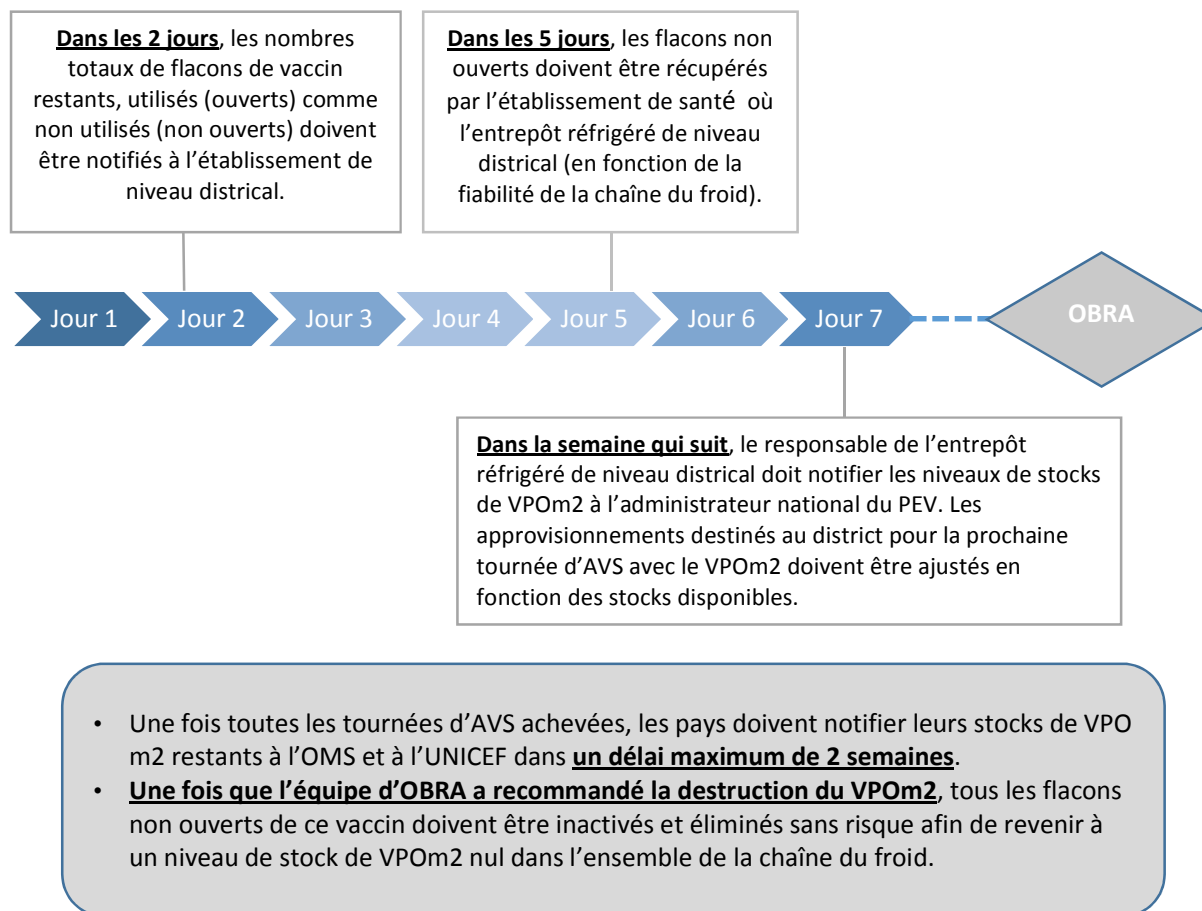 Dans les 2 jours, les nombres
totaux de flacons de vaccin
restants, utilisés (ouverts) comme
non utilisés (non ouverts) doivent
être notifiés à l’établissement de
niveau districal.
Dans les 5 jours, les flacons non
ouverts doivent être récupérés
par l’établissement de santé où
l’entrepôt réfrigéré de niveau
districal (en fonction de la
fiabilité de la chaîne du froid).
Jour 1
Jour 2
Jour 3
Jour 4
Jour 5
Jour 6
Jour 7
OBRA
Dans la semaine qui suit, le responsable de l’entrepôt
réfrigéré de niveau districal doit notifier les niveaux de stocks
de VPOm2 à l’administrateur national du PEV. Les
approvisionnements destinés au district pour la prochaine
tournée d’AVS avec le VPOm2 doivent être ajustés en
fonction des stocks disponibles.
• Une fois toutes les tournées d’AVS achevées, les pays doivent notifier leurs stocks de VPO
m2 restants à l’OMS et à l’UNICEF dans un délai maximum de 2 semaines.
• Une fois que l’équipe d’OBRA a recommandé la destruction du VPOm2, tous les flacons
non ouverts de ce vaccin doivent être inactivés et éliminés sans risque afin de revenir à
un niveau de stock de VPOm2 nul dans l’ensemble de la chaîne du froid.